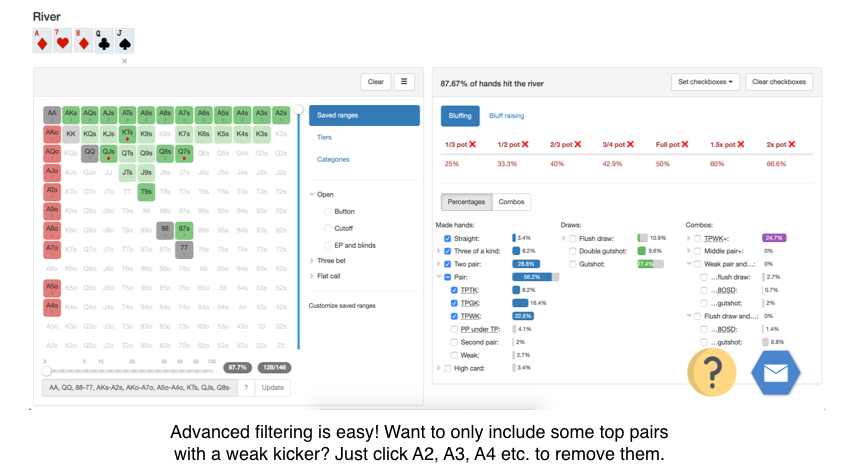 River
A 7 8 Q J
Clear
87.67% of hands hit the river
Set checkboxes
Clear checkboxes
AA AKs AQs AJs ATs A9s A8s A7s A6s A5s A4s A3s A2s
AKo KK KQs KJs KTs K9s K8s K7s K6s K5s K4s K3s K2s
AQo KQo QQ QJs QTs Q9s Q8s Q7s Q6s Q5s Q4s Q3s Q2s
AJo KJo QJo JJ JTs J9s J8s J7s J6s J5s J4s J3s J2s
ATo KTo QTo JTo TT T9s T8s T7s T6s T5s T4s T3s T2s
A9o K9o Q9o J9o T9o 99 98s 97s 96s 95s 94s 93s 92s
A8o K8o Q8o J8o T8o 98o 88 87s 86s 85s 84s 83s 82s
A7o K7o Q7o J7o T7o 97o 87o 77 76s 75s 74s 73s 72s
A6o K6o Q6o J6o T6o 96o 86o 76o 66 65s 64s 63s 62s
A5o K5o Q5o J5o T5o 95o 85o 75o 65o 55 54s 53s 52s
A4o K4o Q4o J4o T4o 94o 84o 74o 64o 54o 44 43s 42s
A3o K3o Q3o J3o T3o 93o 83o 73o 63o 53o 43o 33 32s
A2o K2o Q2o J2o T2o 92o 82o 72o 62o 52o 42o 32o 22
0 5 10 20 30 40 50 100
87.7% 128/146
AA, QQ, 88-77, AKs-A2s, AKo-A7o, A5o-A4o, KTs, QJs, Q8s-
? Update
Saved ranges
Tiers
Categories
Open
Button
Cutoff
EP and blinds
Three bet
Flat call
Customize saved ranges
Bluffing
Bluff raising
1/3 pot 1/2 pot 2/3 pot 3/4 pot Full pot 1.5x pot 2x pot
25% 33.3% 40% 42.9% 50% 60% 66.6%
Percentages Combos
Made hands:
Straight: 3.4%
Three of a kind: 8.2%
Two pair: 28.8%
Pair: 56.2%
TPTK: 8.2%
TPGK: 16.4%
TPWK: 22.6%
PP under TP: 4.1%
Second pair: 2%
Weak: 2.7%
High card: 3.4%
Draws:
Flush draw: 10.9%
Double gutshot: 9.6%
Gutshot: 27.4%
Combos:
TPWK+: 24.7%
Middle pair+: 0%
Weak pair and...: 0%
...flush draw: 2.7%
...8OSD: 0.7%
...gutshot: 2%
Flush draw and...: 0%
...8OSD: 1.4%
...gutshot: 6.8%
?
Advanced filtering is easy! Want to only include some top pairs
with a weak kicker? Just click A2, A3, A4 etc. to remove them.